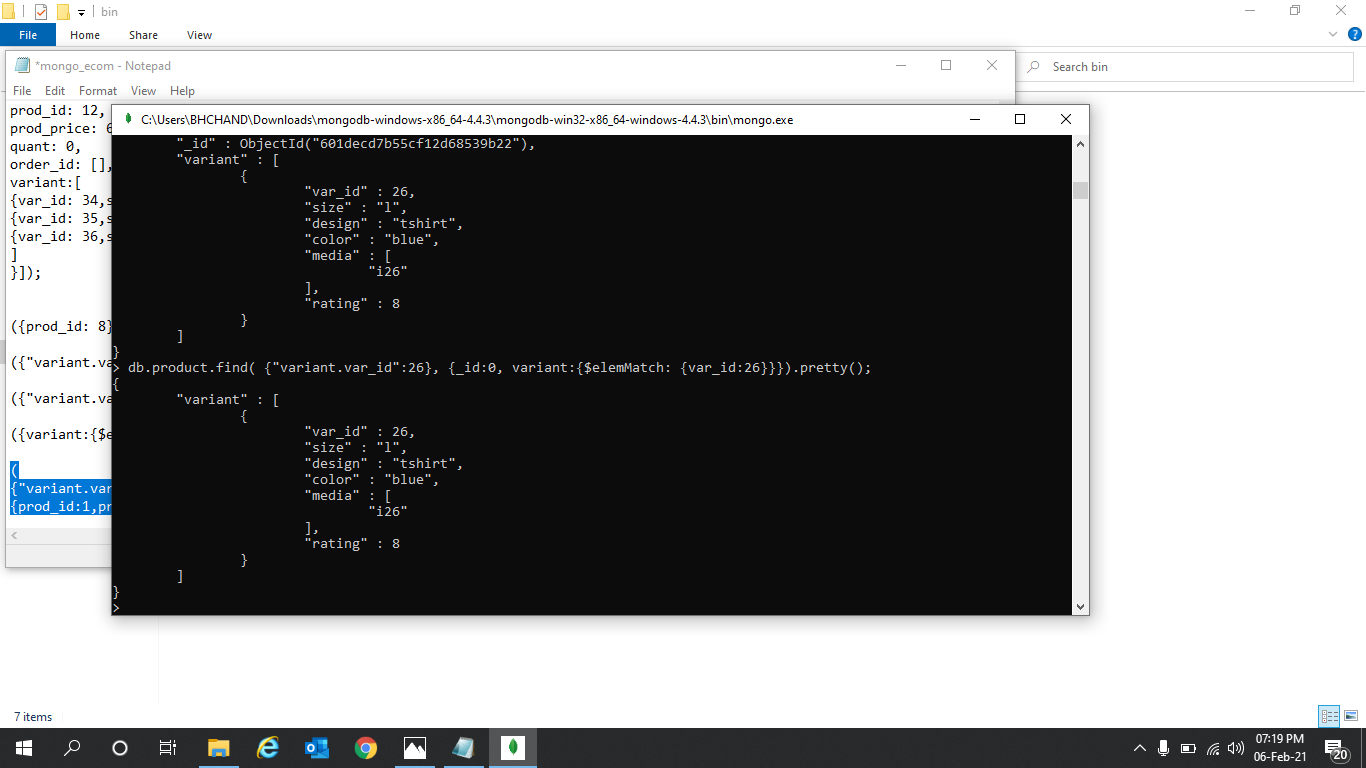 bin
File Home Share View
*mongo_ecom - Notepad
Search bin
File Edit Format View Help
prod_id: 12,
quant: 0,
order_id: [],
variant:[
{var_id: 34,
{var_id: 35,
{var_id: 36,
]
}]);
({prod_id: 8}
({"variant.va
({"variant.va
({variant:{$e
(
{"variant.var
{prod_id:1,pr
C:\Users\BHCHAND\Downloads\mongodb-windows-x86_64-4.4.3\mongodb-win32-x86_64-windows-4.4.3\bin\mongo.exe
"_id" : ObjectId("601decd7b55cf12d68539b22"),
"variant" : [
{
"var_id" : 26,
"size" : "l",
"design" : "tshirt",
"color" : "blue",
"media" : [
"i26"
],
"rating" : 8
}
]
}
> db.product.find( {"variant.var_id":26}, {_id:0, variant:{$elemMatch: {var_id:26}}}).pretty();
{
"variant" : [
{
"var_id" : 26,
"size" : "l",
"design" : "tshirt",
"color" : "blue",
"media" : [
"i26"
],
"rating" : 8
}
]
}
>
7 items
07:19 PM
06-Feb-21
20